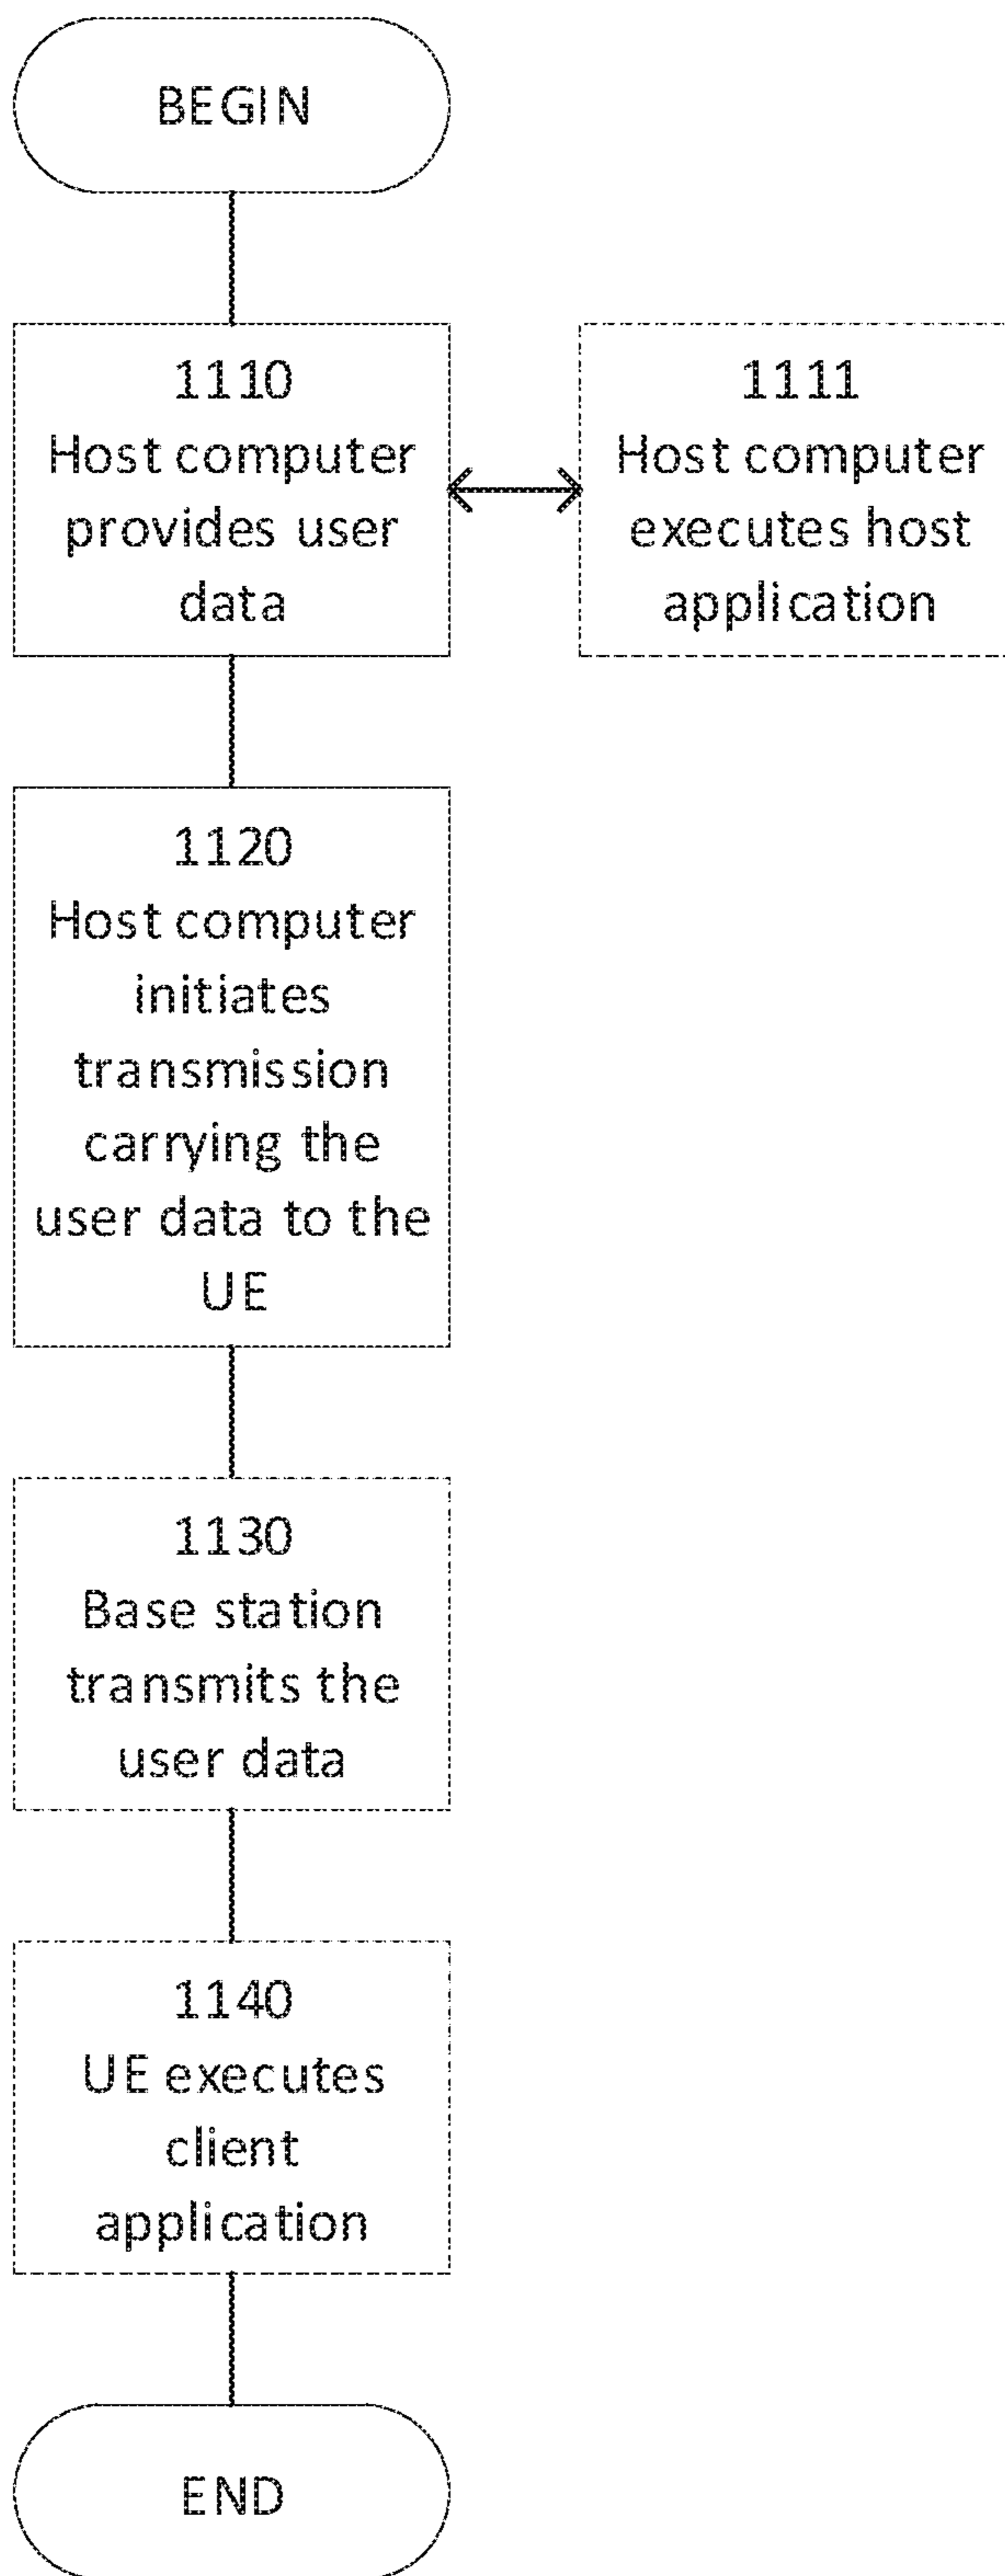 BEGIN
1110
Host computer
provides user
data
1111
Host computer
executes host
application
1120
Host computer
initiates
transmission
carrying the
user data to the
UE
1130
Base station
transmits the
user data
1140
UE executes
client
application
END